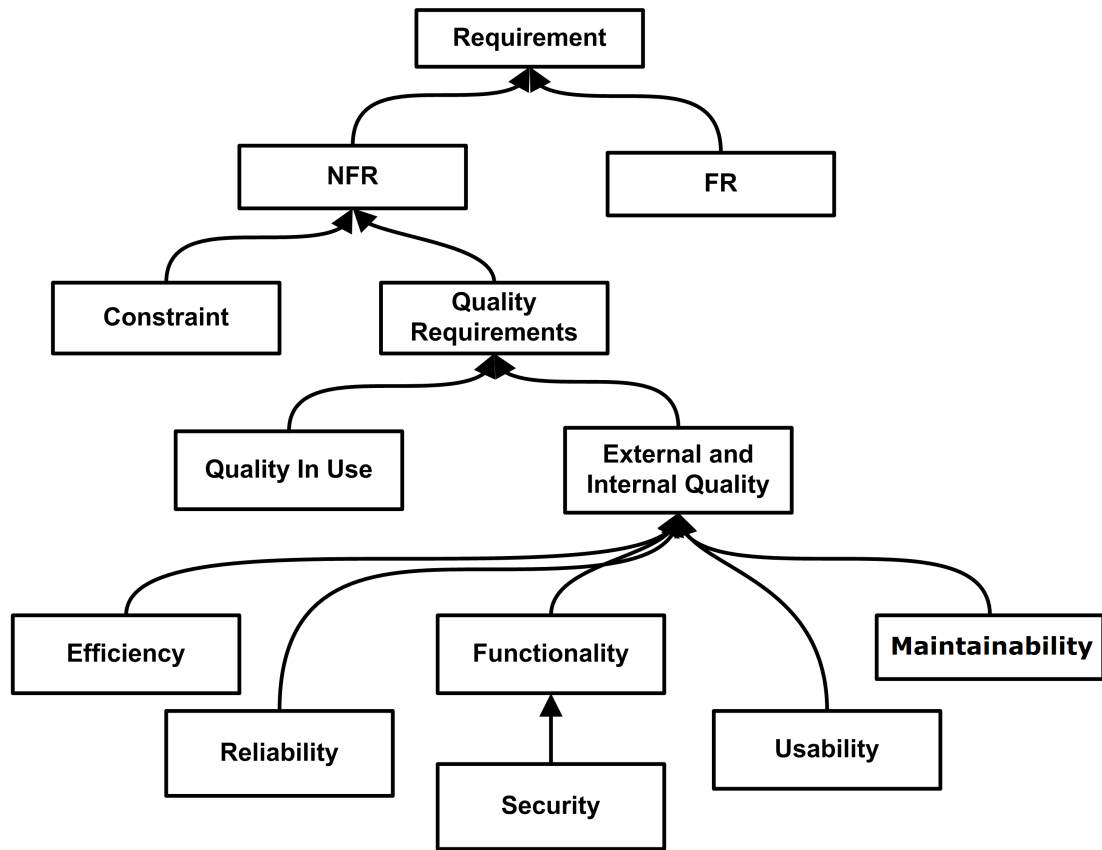 Requirement
NFR
FR
Constraint
Quality
Requirements
Quality In Use
External and
Internal Quality
Efficiency
Functionality
Maintainability
Reliability
Usability
Security